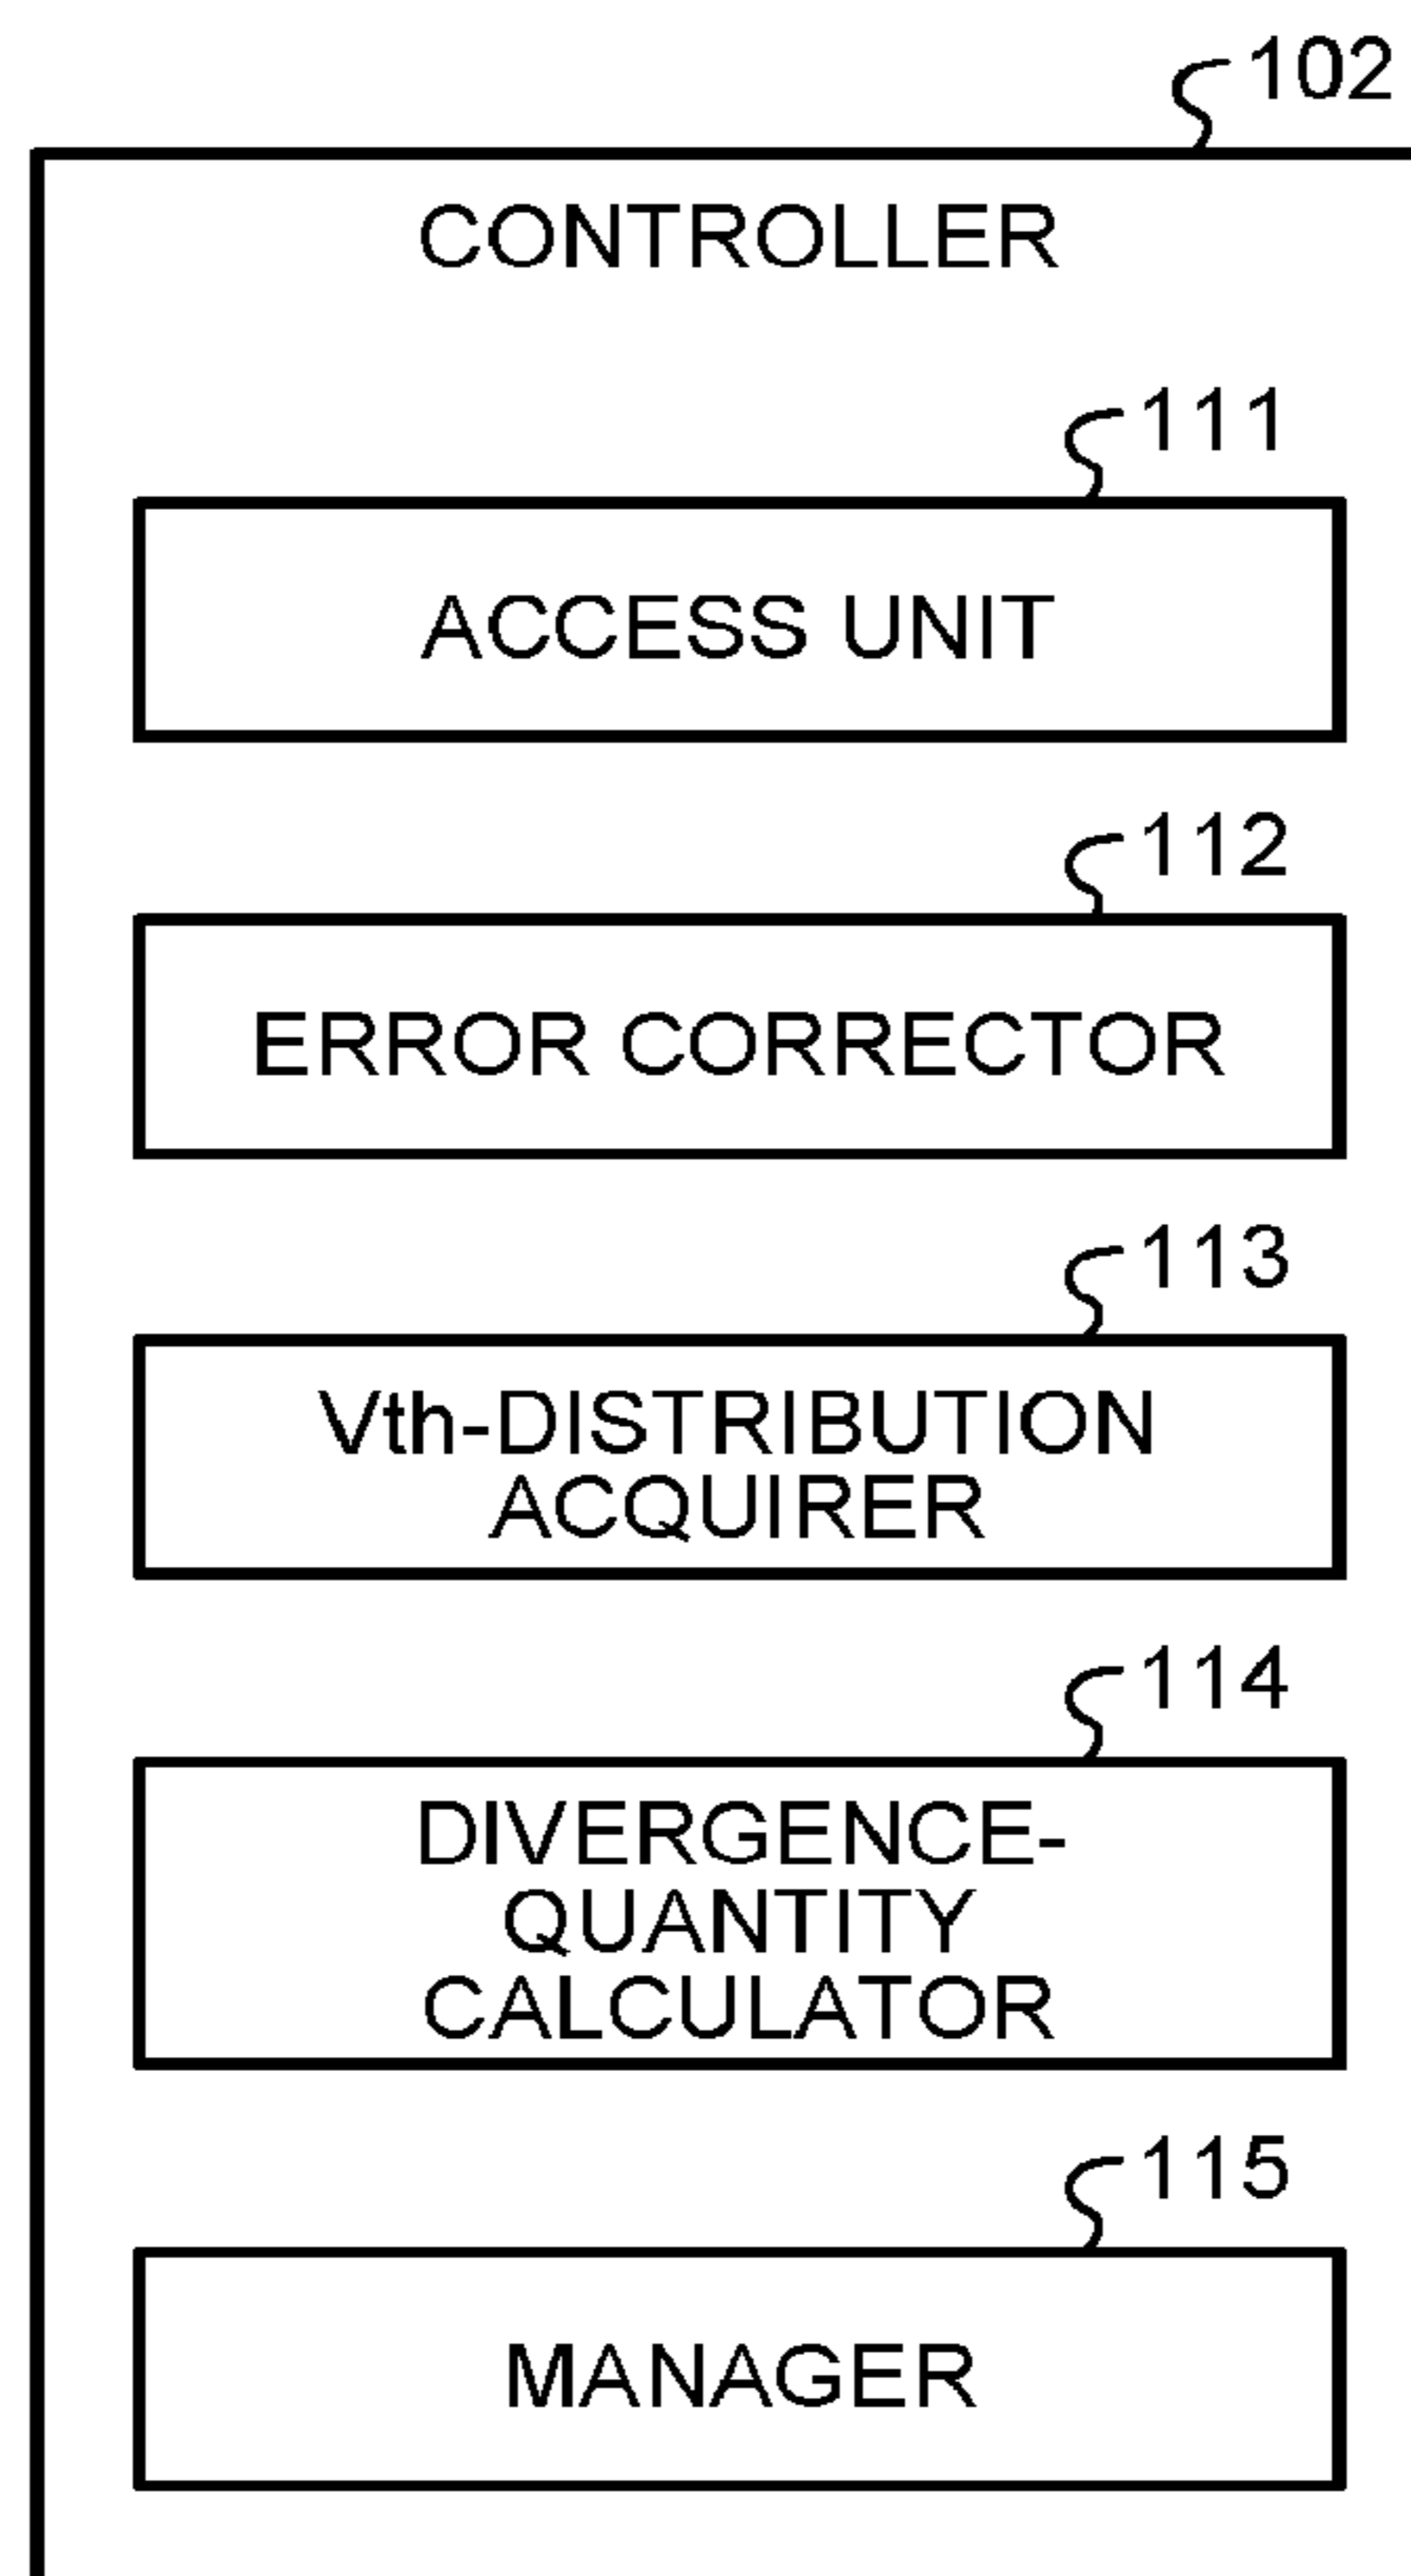 102
CONTROLLER
111
ACCESS UNIT
112
ERROR CORRECTOR
113
Vth-DISTRIBUTION
ACQUIRER
114
DIVERGENCE-
QUANTITY
CALCULATOR
115
MANAGER